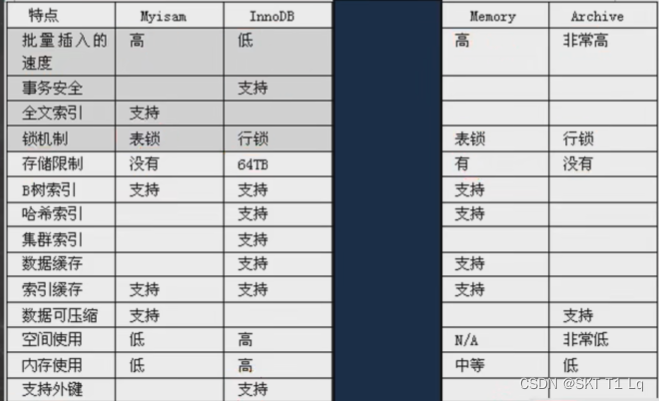 特点 Myisam InnoDB Memory Archive
批量插入的 高 低 高 非常高
速度
事务安全 支持
全文索引 支持
锁机制 表锁 行锁 表锁 行锁
存储限制 没有 64TB 有 没有
B树索引 支持 支持 支持
哈希索引 支持 支持
集群索引 支持
数据缓存 支持 支持
索引缓存 支持 支持 支持
数据可压缩 支持 支持
空间使用 低 高 N/A 非常低
内存使用 低 高 中等 低
支持外键 支持
CSDN @SKT T1 Lq